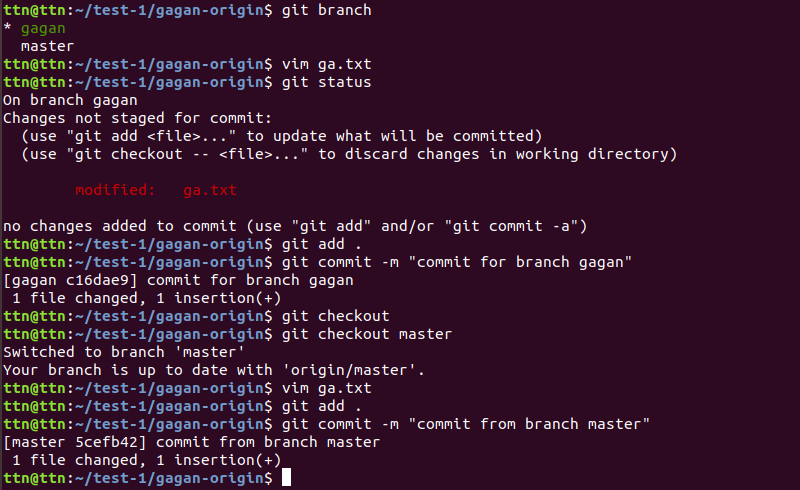 ttn@ttn:~/test-1/gagan-origin$ git branch
* gagan
  master
ttn@ttn:~/test-1/gagan-origin$ vim ga.txt
ttn@ttn:~/test-1/gagan-origin$ git status
On branch gagan
Changes not staged for commit:
  (use "git add <file>..." to update what will be committed)
  (use "git checkout -- <file>..." to discard changes in working directory)
        modified:   ga.txt
no changes added to commit (use "git add" and/or "git commit -a")
ttn@ttn:~/test-1/gagan-origin$ git add .
ttn@ttn:~/test-1/gagan-origin$ git commit -m "commit for branch gagan"
[gagan c16dae9] commit for branch gagan
 1 file changed, 1 insertion(+)
ttn@ttn:~/test-1/gagan-origin$ git checkout
ttn@ttn:~/test-1/gagan-origin$ git checkout master
Switched to branch 'master'
Your branch is up to date with 'origin/master'.
ttn@ttn:~/test-1/gagan-origin$ vim ga.txt
ttn@ttn:~/test-1/gagan-origin$ git add .
ttn@ttn:~/test-1/gagan-origin$ git commit -m "commit from branch master"
[master 5cefb42] commit from branch master
 1 file changed, 1 insertion(+)
ttn@ttn:~/test-1/gagan-origin$